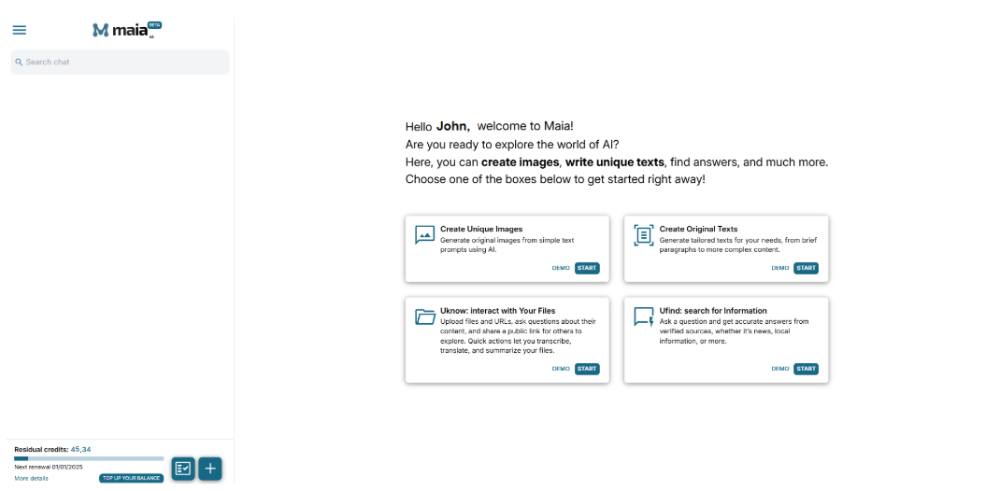 maia
BETA
Search chat
Hello John, welcome to Maia!
Are you ready to explore the world of AI?
Here, you can create images, write unique texts, find answers, and much more.
Choose one of the boxes below to get started right away!
Create Unique Images
Generate original images from simple text
prompts using AI.
DEMO START
Create Original Texts
Generate tailored texts for your needs, from brief
paragraphs to more complex content.
DEMO START
Uknow: interact with Your Files
Upload files and URLs, ask questions about their
content, and share a public link for others to
explore. Quick actions let you transcribe,
translate, and summarize your files.
DEMO START
Ufind: search for Information
Ask a question and get accurate answers from
verified sources, whether it's news, local
information, or more.
DEMO START
Residual credits: 45,34
Next renewal 01/01/2025
More details
TOP UP YOUR BALANCE